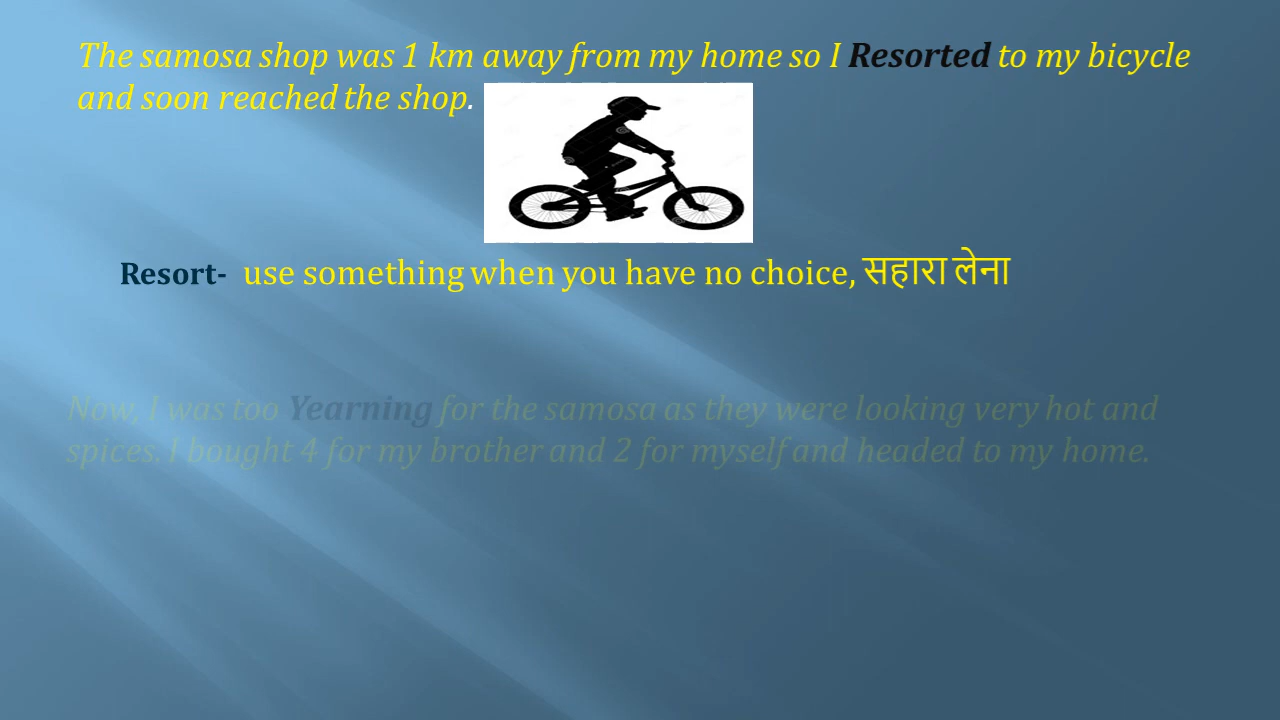 The samosa shop was 1 km away from my home so I Resorted to my bicycle
and soon reached the shop.
Resort- use something when you have no choice, सहारा लेना
Now, I was too Yearning for the samosa as they were looking very hot and
spices. I bought 4 for my brother and 2 for myself and headed to my home.